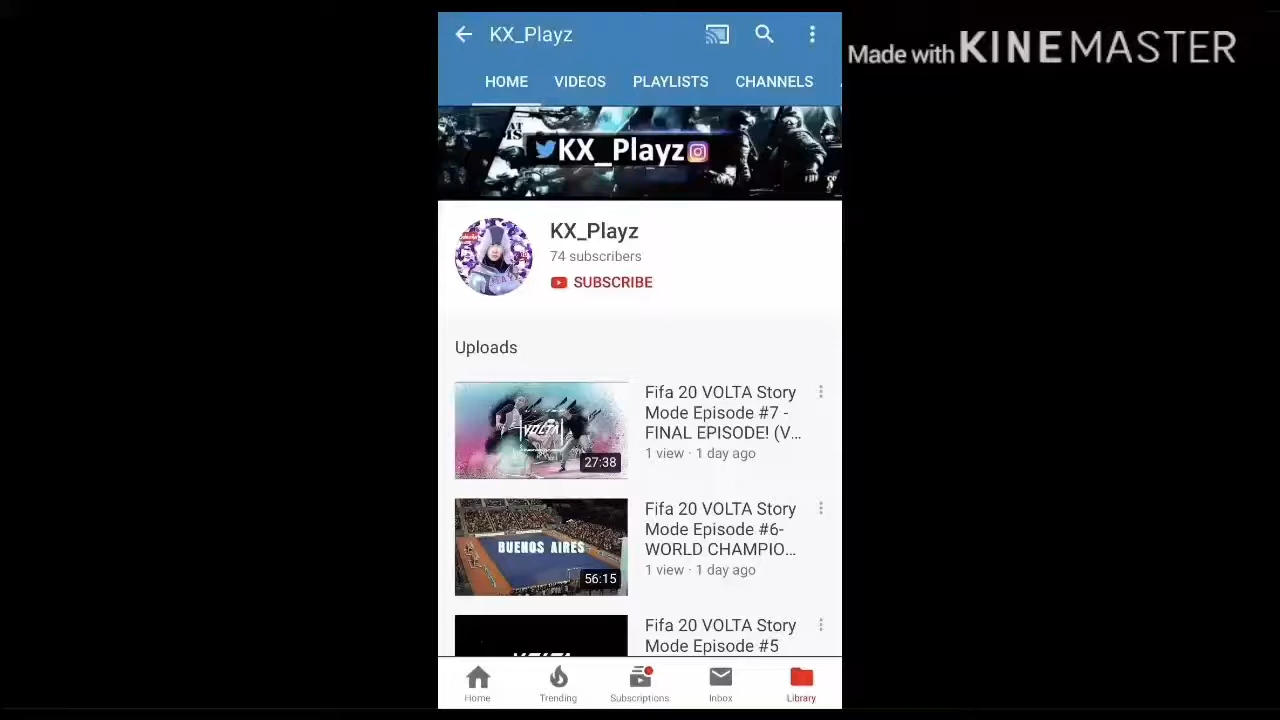 KX_Playz
Made with KINEMASTER
HOME VIDEOS PLAYLISTS CHANNELS
KX_Playz
KX_Playz
74 subscribers
SUBSCRIBE
Uploads
Fifa 20 VOLTA Story
Mode Episode #7 -
FINAL EPISODE! (V...
1 view · 1 day ago
VOLTA
27:38
Fifa 20 VOLTA Story
Mode Episode #6-
WORLD CHAMPIO...
1 view · 1 day ago
BUENOS AIRES
56:15
Fifa 20 VOLTA Story
Mode Episode #5
Home Trending Subscriptions Inbox Library